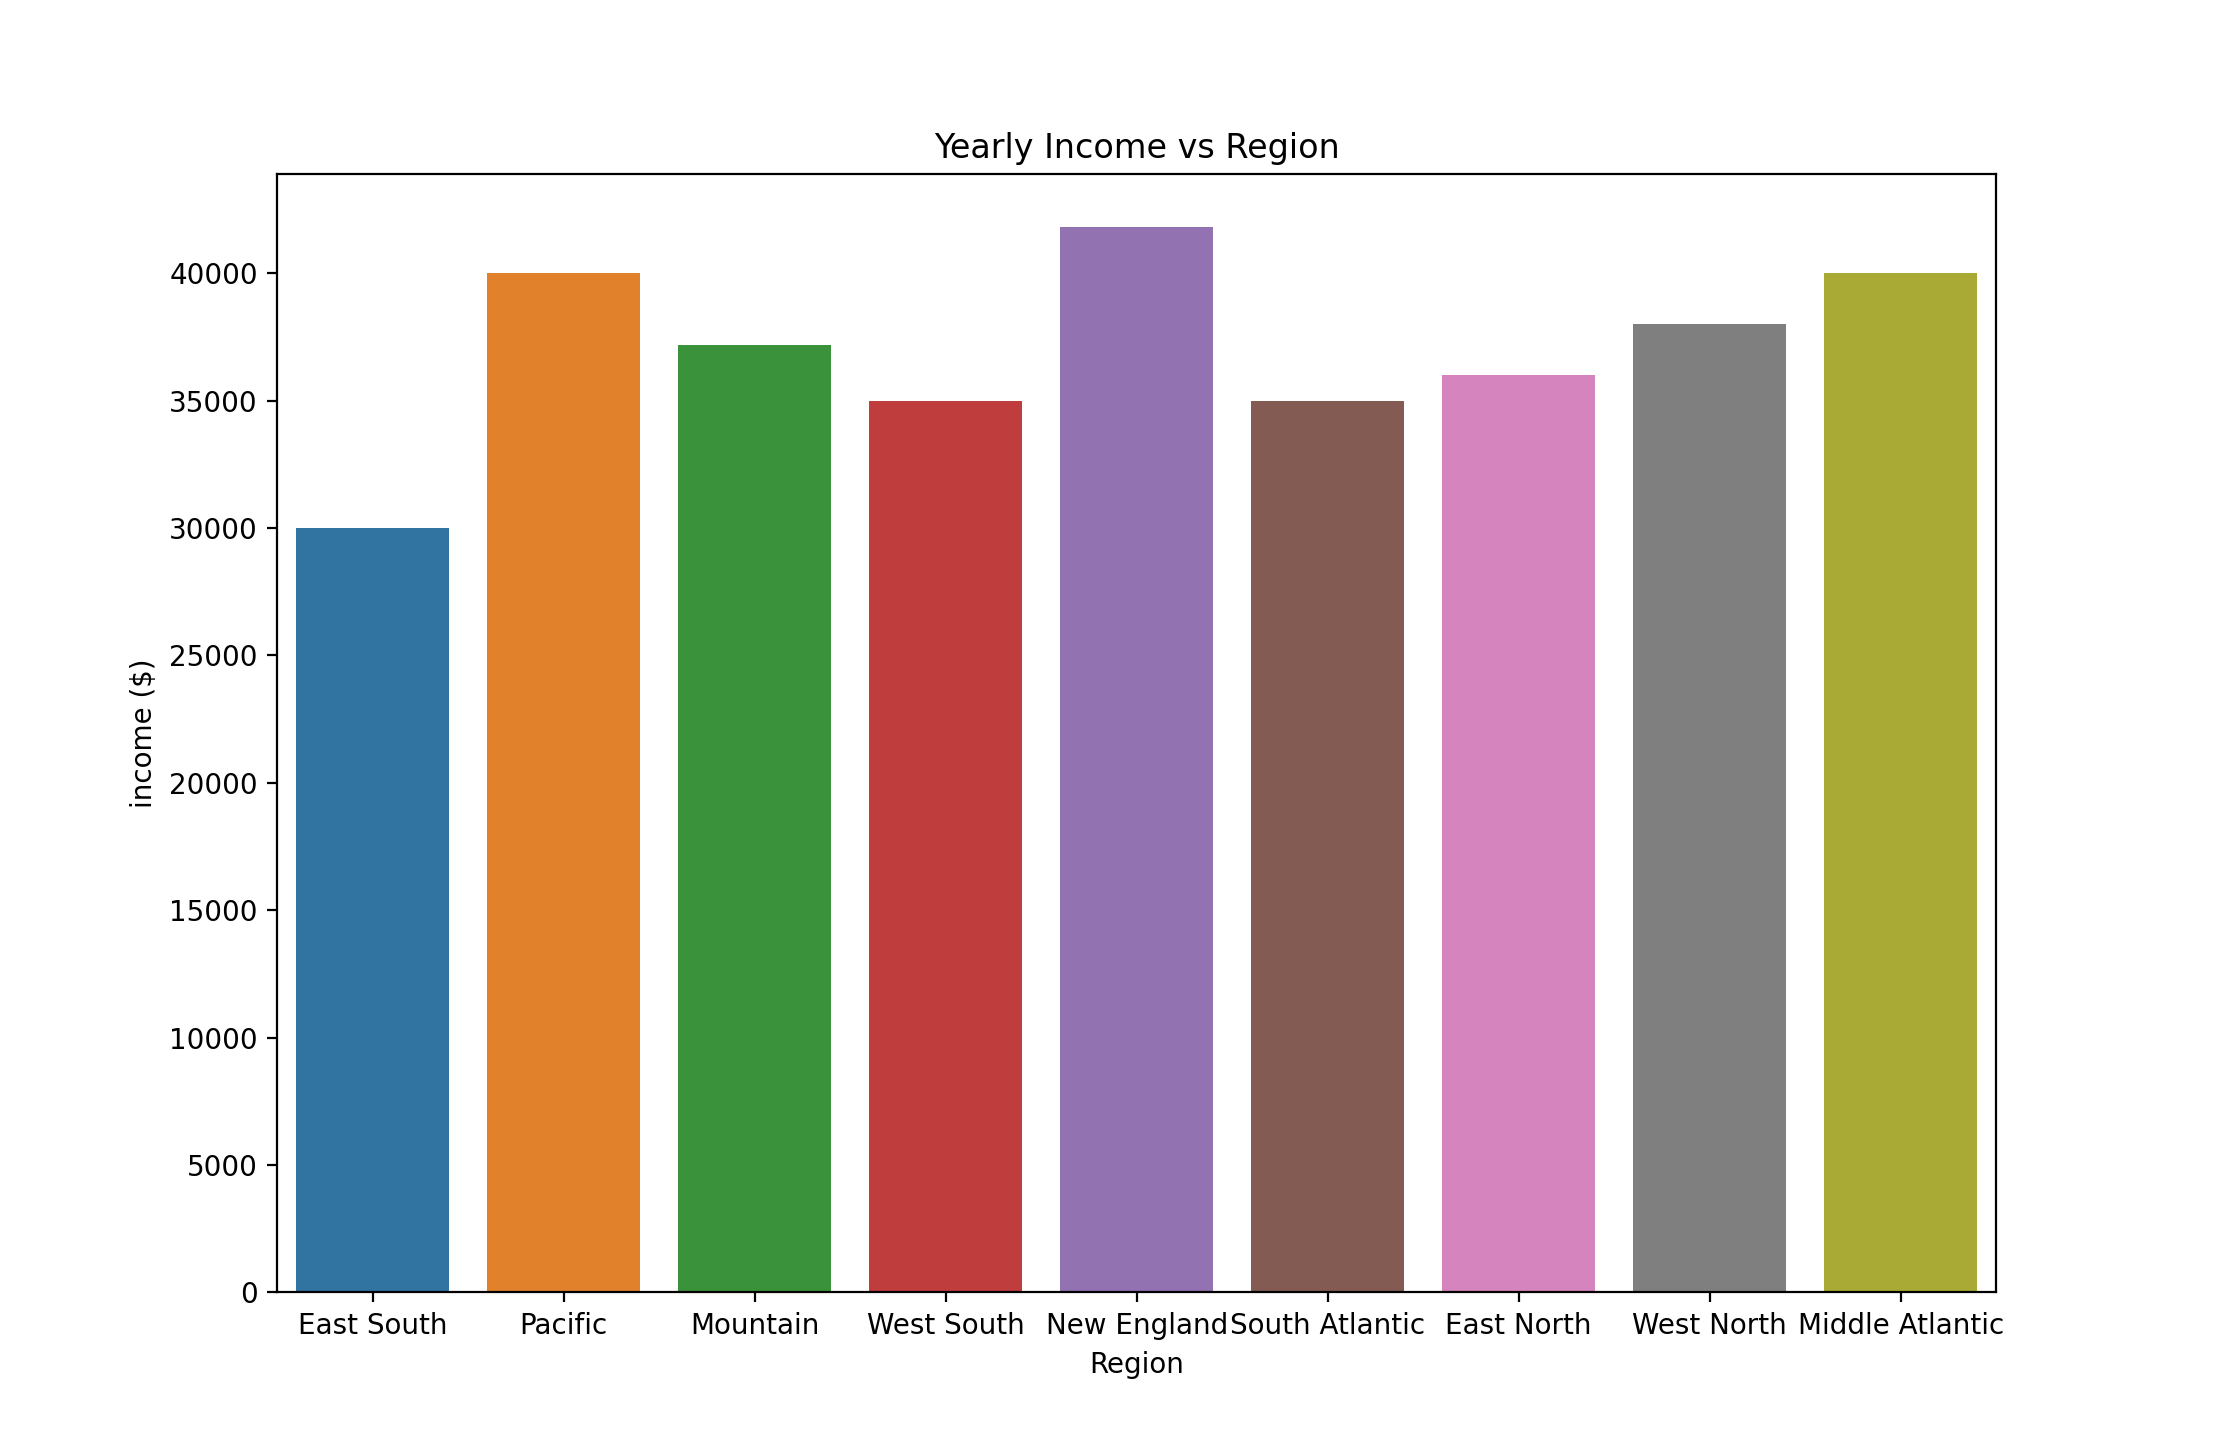 Yearly Income vs Region
40000
35000
30000
25000
20000
15000
10000
5000
0
income ($)
East South Pacific Mountain West South New England South Atlantic East North West North Middle Atlantic
Region